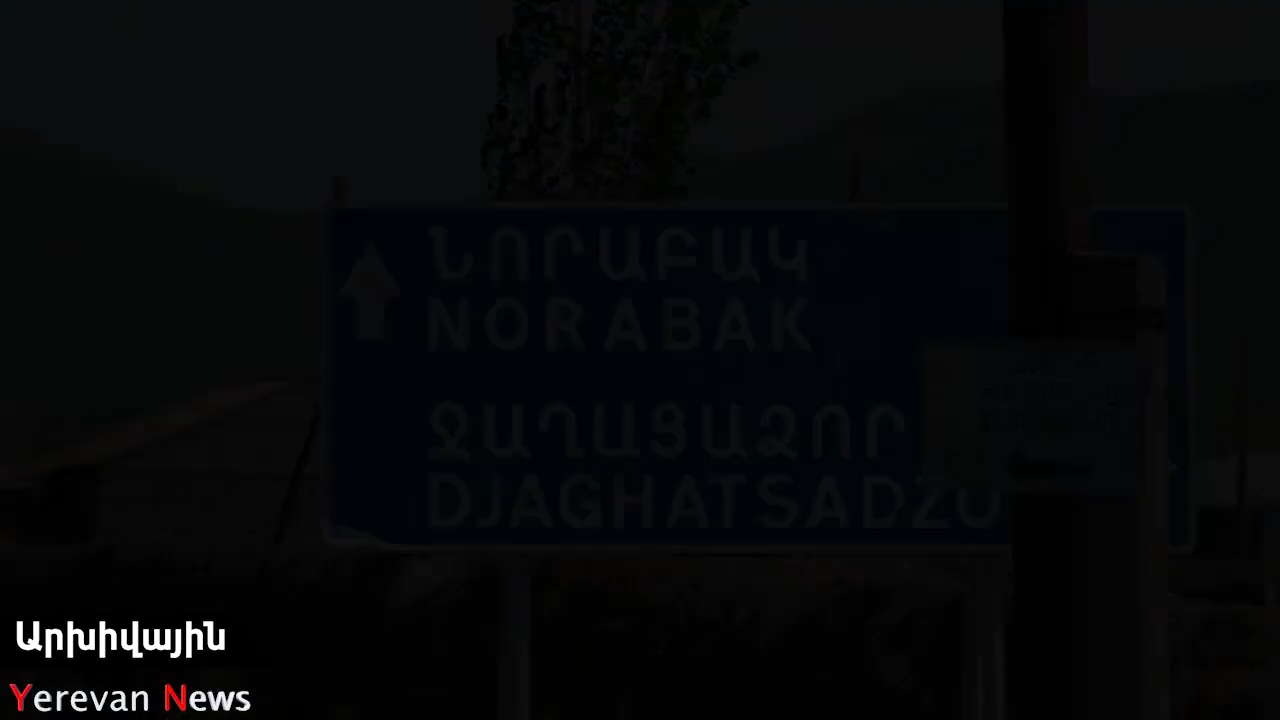 ՆՈՐԱԲԱԿ
NORABAK
ՋԱՂԱՑԱՁՈՐ
DJAGHATSADZO
Արխիվային
Yerevan News